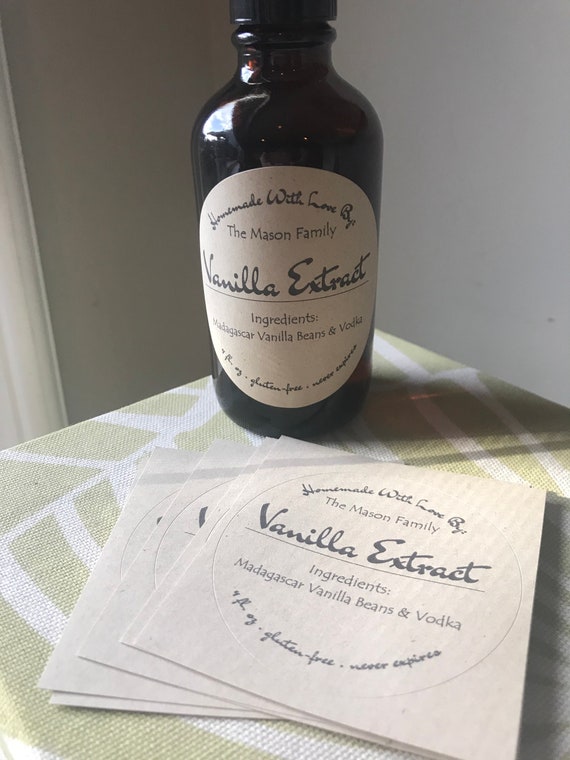 Homemade With Love By:
The Mason Family
Vanilla Extract
Ingredients:
Madagascar Vanilla Beans & Vodka
fl. oz. · gluten-free · never expires
Homemade With Love By:
The Mason Family
Vanilla Extract
Ingredients:
Madagascar Vanilla Beans & Vodka
4 fl. oz · gluten-free · never expires
V
V